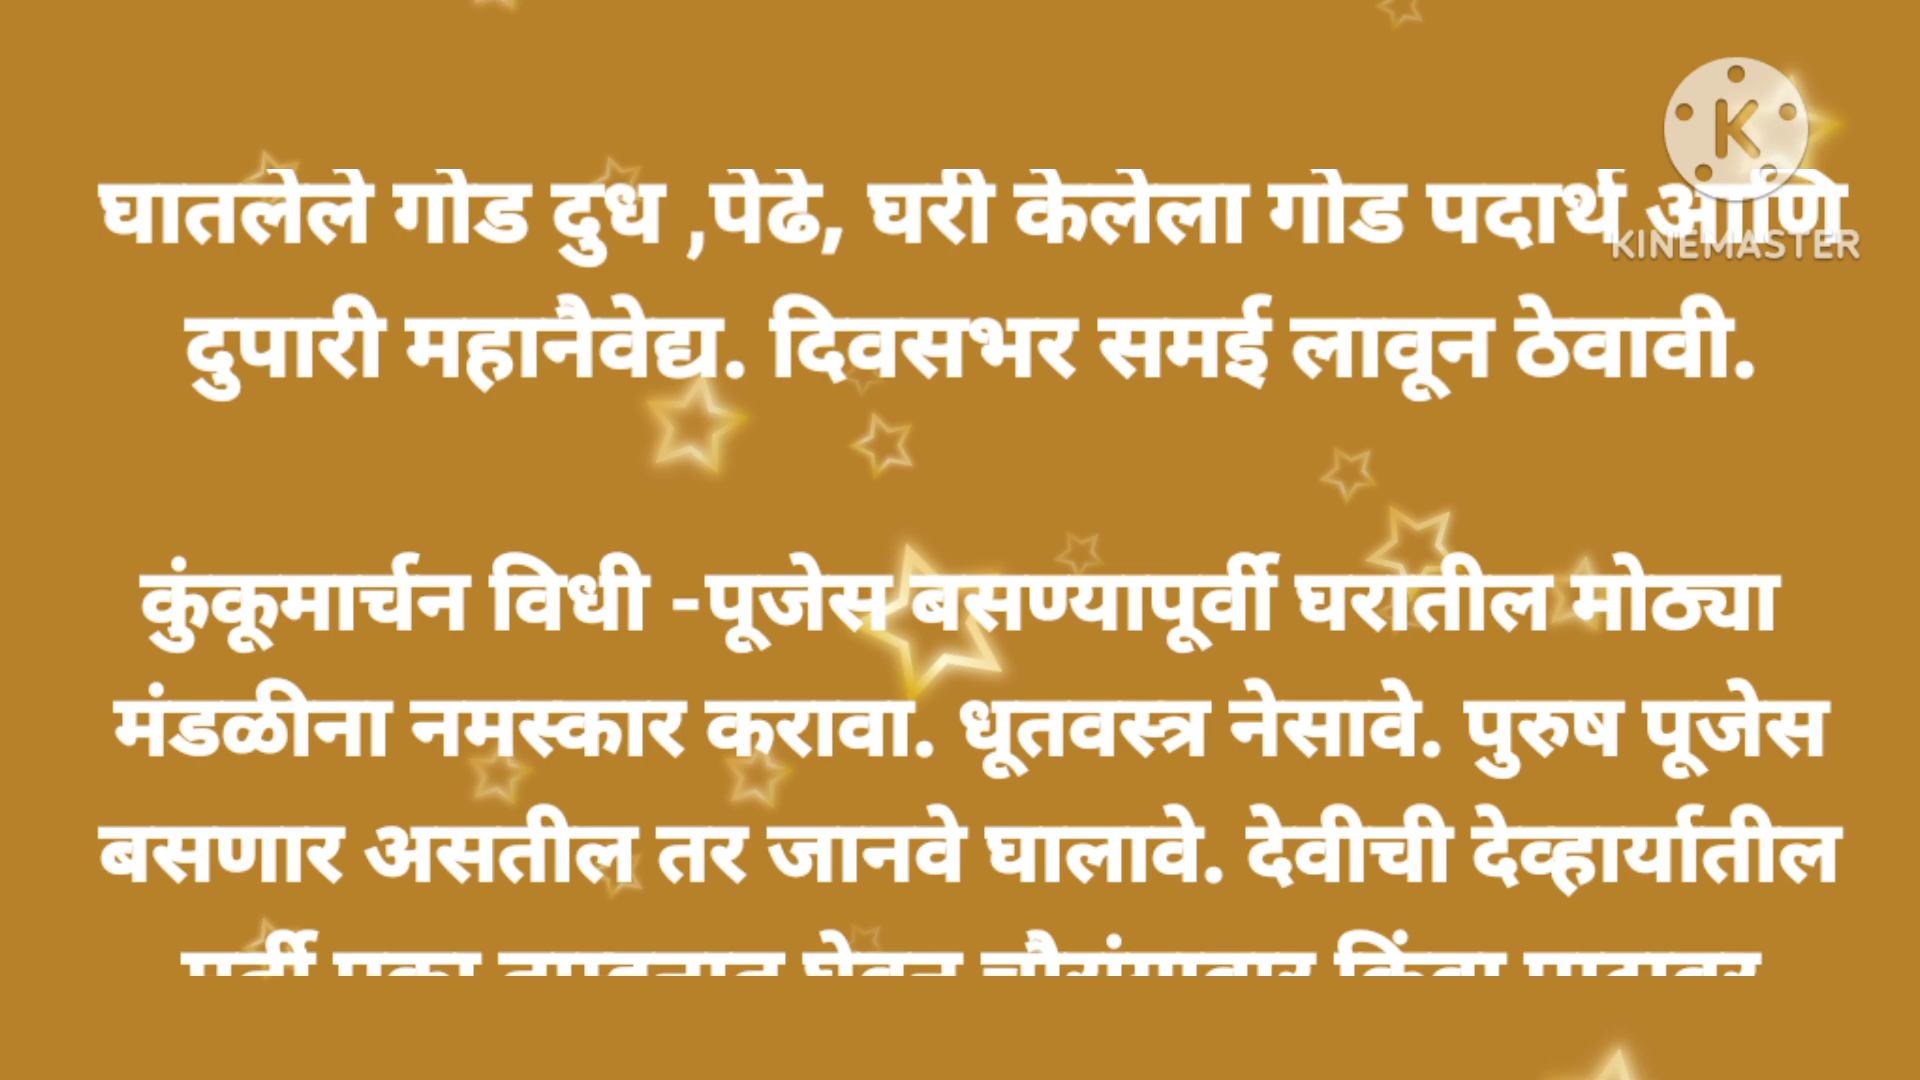 KINEMASTER
घातलेले गोड दुध ,पेढे, घरी केलेला गोड पदार्थ आणि
दुपारी महानैवेद्य. दिवसभर समई लावून ठेवावी.
कुंकूमार्चन विधी -पूजेस बसण्यापूर्वी घरातील मोठ्या
मंडळीना नमस्कार करावा. धूतवस्त्र नेसावे. पुरुष पूजेस
बसणार असतील तर जानवे घालावे. देवीची देव्हार्यातील